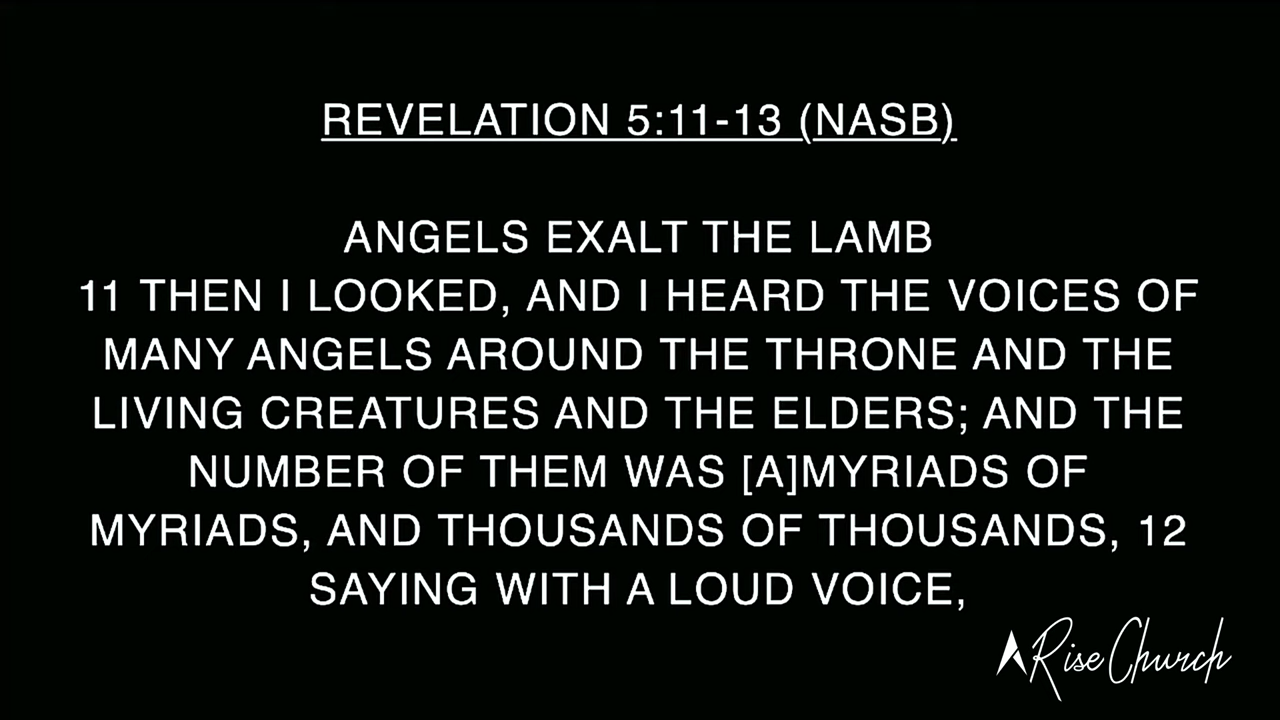 REVELATION 5:11-13 (NASB)
ANGELS EXALT THE LAMB
11 THEN I LOOKED, AND I HEARD THE VOICES OF
MANY ANGELS AROUND THE THRONE AND THE
LIVING CREATURES AND THE ELDERS; AND THE
NUMBER OF THEM WAS [A]MYRIADS OF
MYRIADS, AND THOUSANDS OF THOUSANDS, 12
SAYING WITH A LOUD VOICE,
A Rise Church